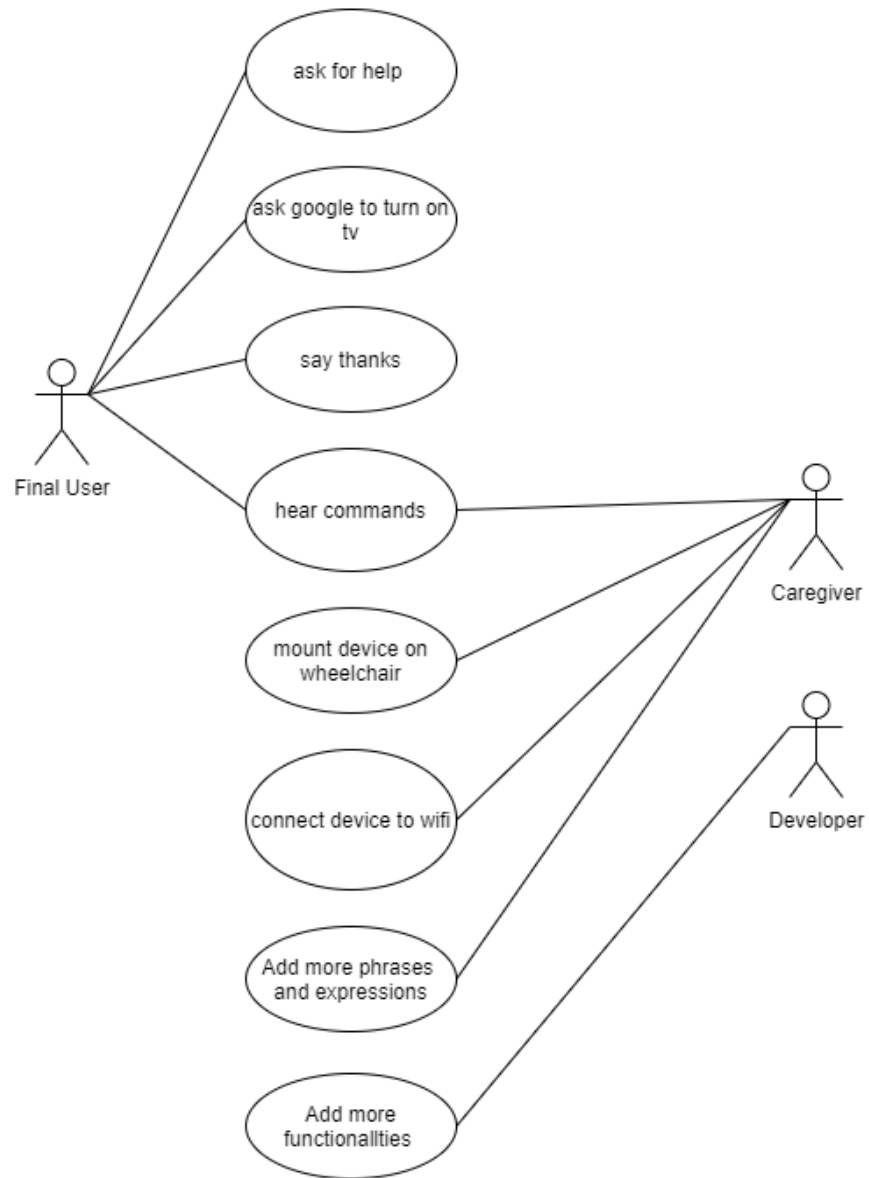 ask for help
ask google to turn on
tv
say thanks
Final User
hear commands
Caregiver
mount device on
wheelchair
connect device to wifi
Developer
Add more phrases
and expressions
Add more
functionallties